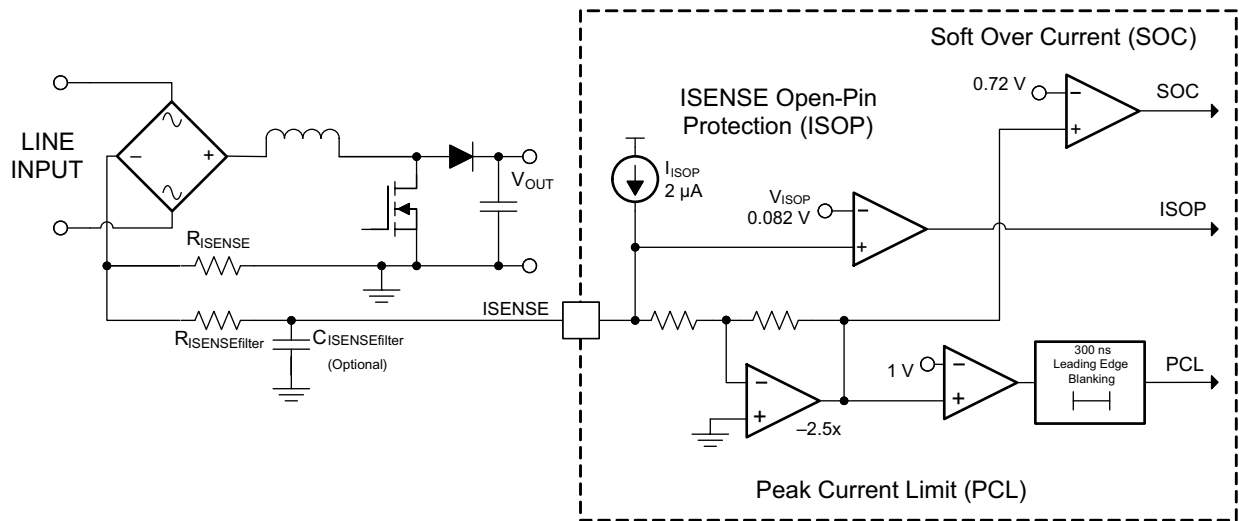 Soft Over Current (SOC)
0.72 V
SOC
ISENSE Open-Pin
Protection (ISOP)
LINE
INPUT
−
+
VOUT
IISOP
2 µA
VISOP
0.082 V
−
+
ISOP
RISENSE
ISENSE
RISENSEfilter
CISENSEfilter
(Optional)
−
+
−2.5x
1 V
−
+
300 ns
Leading Edge
Blanking
PCL
−
+
Peak Current Limit (PCL)